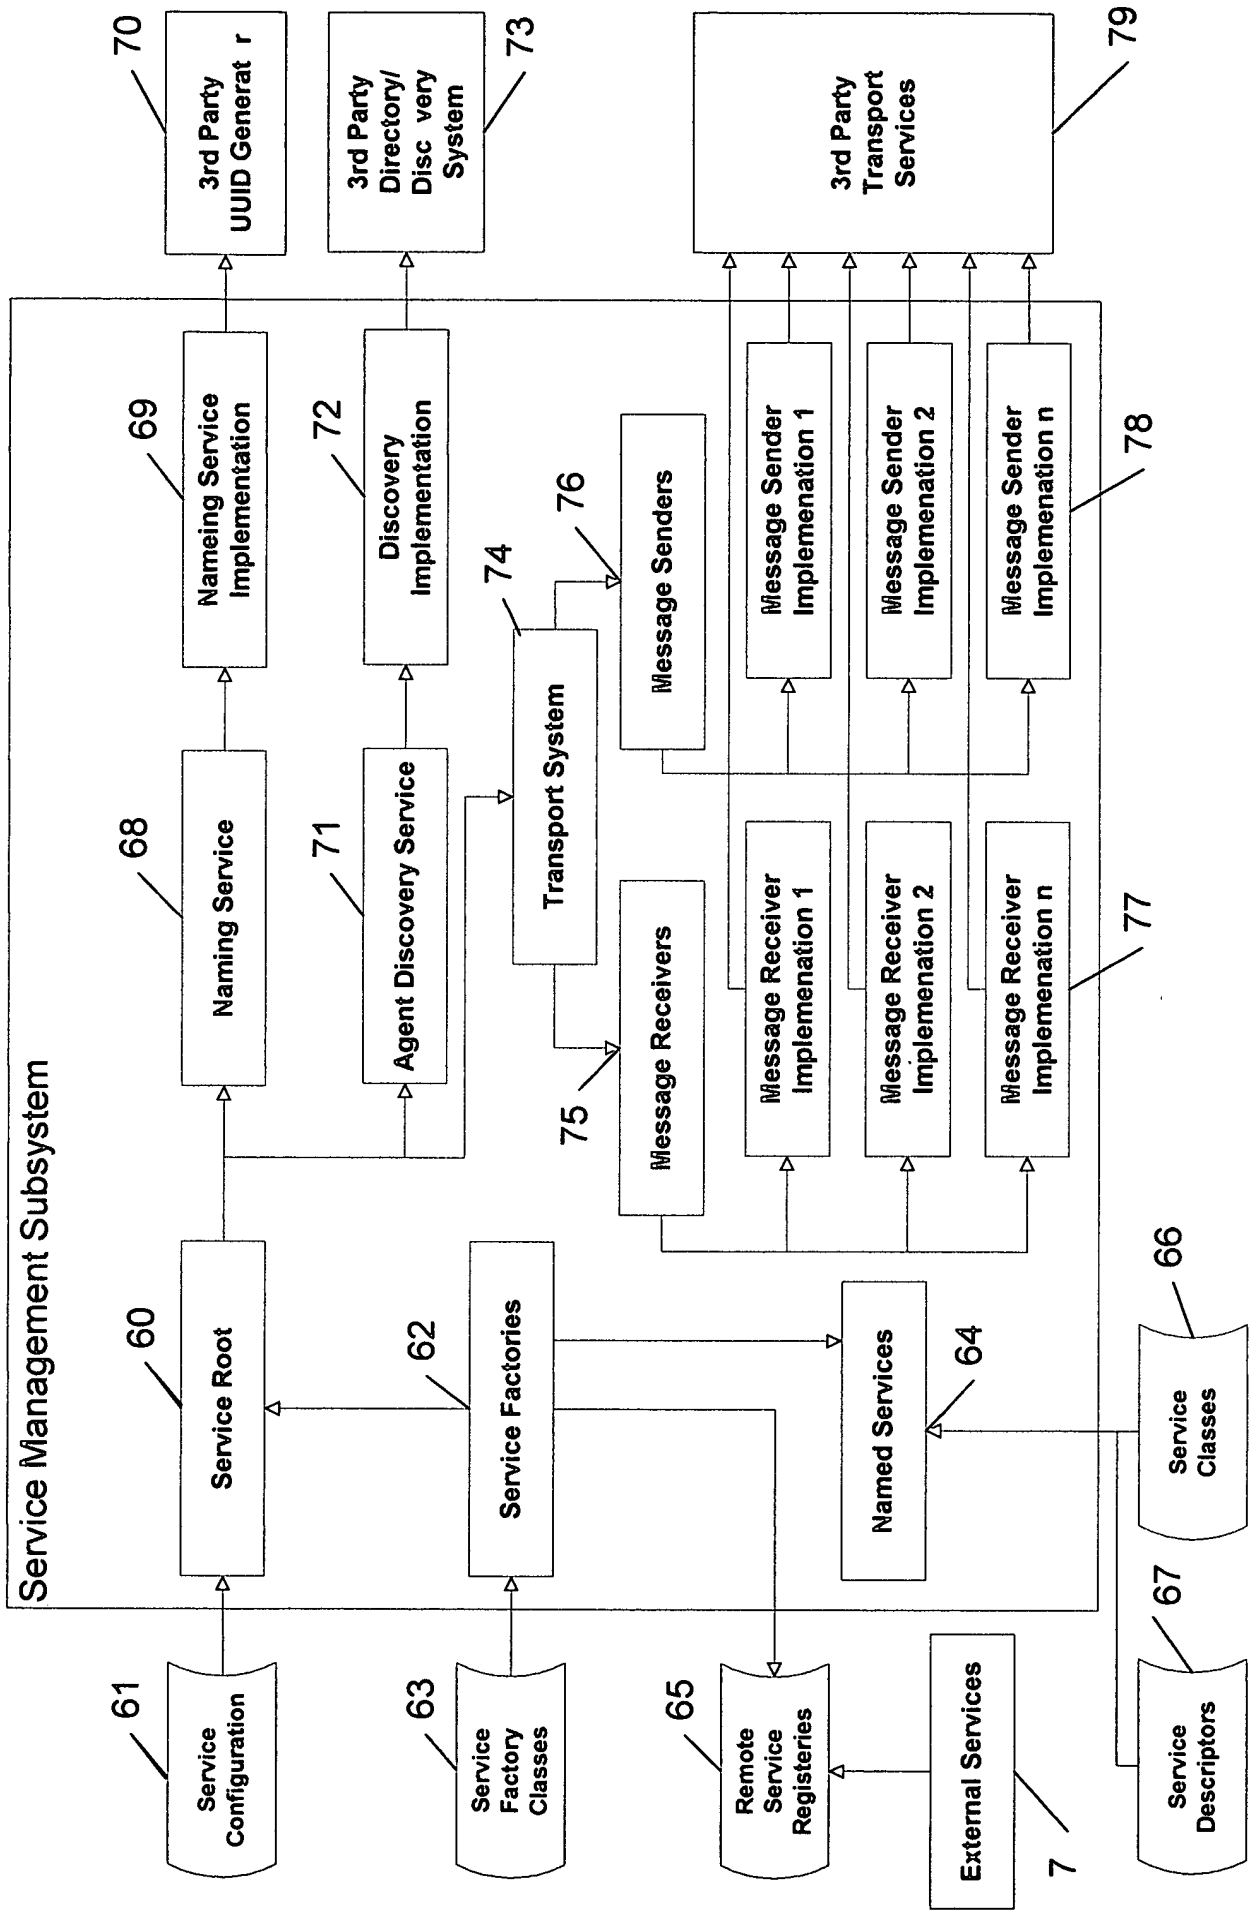 Service Management Subsystem
61
Service
Configuration
60
Service Root
68
Naming Service
69
Nameing Service
Implementation
70
3rd Party
UUID Generat r
71
Agent Discovery Service
72
Discovery
Implementation
73
3rd Party
Directory/
Disc very
System
63
Service
Factory
Classes
62
Service Factories
74
Transport System
75
Message Receivers
76
Message Senders
65
Remote
Service
Registeries
Message Receiver
Implemenation 1
Message Sender
Implemenation 1
Message Receiver
Implemenation 2
Message Sender
Implemenation 2
Message Receiver
Implemenation n
77
Message Sender
Implemenation n
78
3rd Party
Transport
Services
79
Named Services
64
External Services
7
67
Service
Descriptors
66
Service
Classes